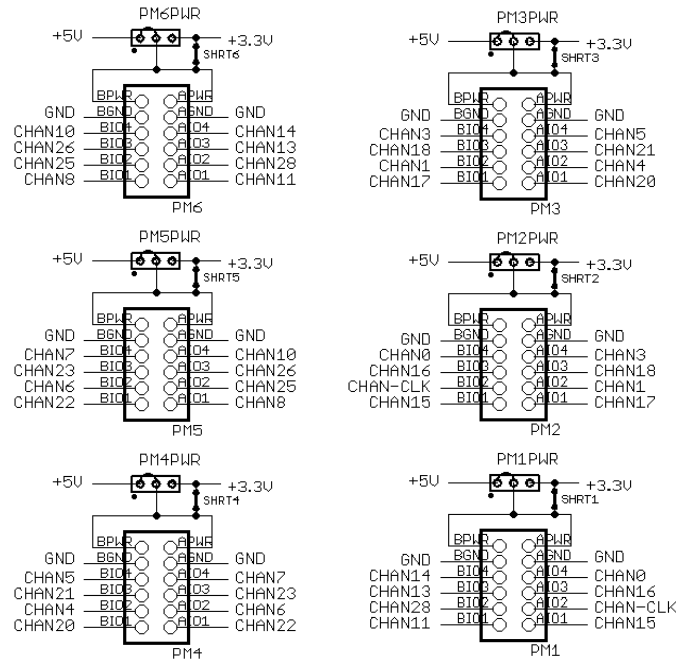 PM6PWR
+5V +3.3V
SHRT6
BPWR APWR
GND BGND AGND GND
CHAN10 BIO4 AIO4 CHAN14
CHAN26 BIO3 AIO3 CHAN13
CHAN25 BIO2 AIO2 CHAN28
CHAN8 BIO1 AIO1 CHAN11
PM6
PM3PWR
+5V +3.3V
SHRT3
BPWR APWR
GND BGND AGND GND
CHAN3 BIO4 AIO4 CHAN5
CHAN18 BIO3 AIO3 CHAN21
CHAN1 BIO2 AIO2 CHAN4
CHAN17 BIO1 AIO1 CHAN20
PM3
PM5PWR
+5V +3.3V
SHRT5
BPWR APWR
GND BGND AGND GND
CHAN7 BIO4 AIO4 CHAN10
CHAN23 BIO3 AIO3 CHAN26
CHAN6 BIO2 AIO2 CHAN25
CHAN22 BIO1 AIO1 CHAN8
PM5
PM2PWR
+5V +3.3V
SHRT2
BPWR APWR
GND BGND AGND GND
CHAN0 BIO4 AIO4 CHAN3
CHAN16 BIO3 AIO3 CHAN18
CHAN-CLK BIO2 AIO2 CHAN1
CHAN15 BIO1 AIO1 CHAN17
PM2
PM4PWR
+5V +3.3V
SHRT4
BPWR APWR
GND BGND AGND GND
CHAN5 BIO4 AIO4 CHAN7
CHAN21 BIO3 AIO3 CHAN23
CHAN4 BIO2 AIO2 CHAN6
CHAN20 BIO1 AIO1 CHAN22
PM4
PM1PWR
+5V +3.3V
SHRT1
BPWR APWR
GND BGND AGND GND
CHAN14 BIO4 AIO4 CHAN0
CHAN13 BIO3 AIO3 CHAN16
CHAN28 BIO2 AIO2 CHAN-CLK
CHAN11 BIO1 AIO1 CHAN15
PM1